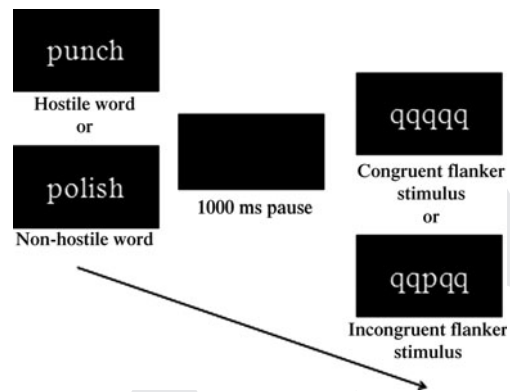 punch
Hostile word
or
polish
Non-hostile word
1000 ms pause
qqqqq
Congruent flanker
stimulus
or
qqpqq
Incongruent flanker
stimulus